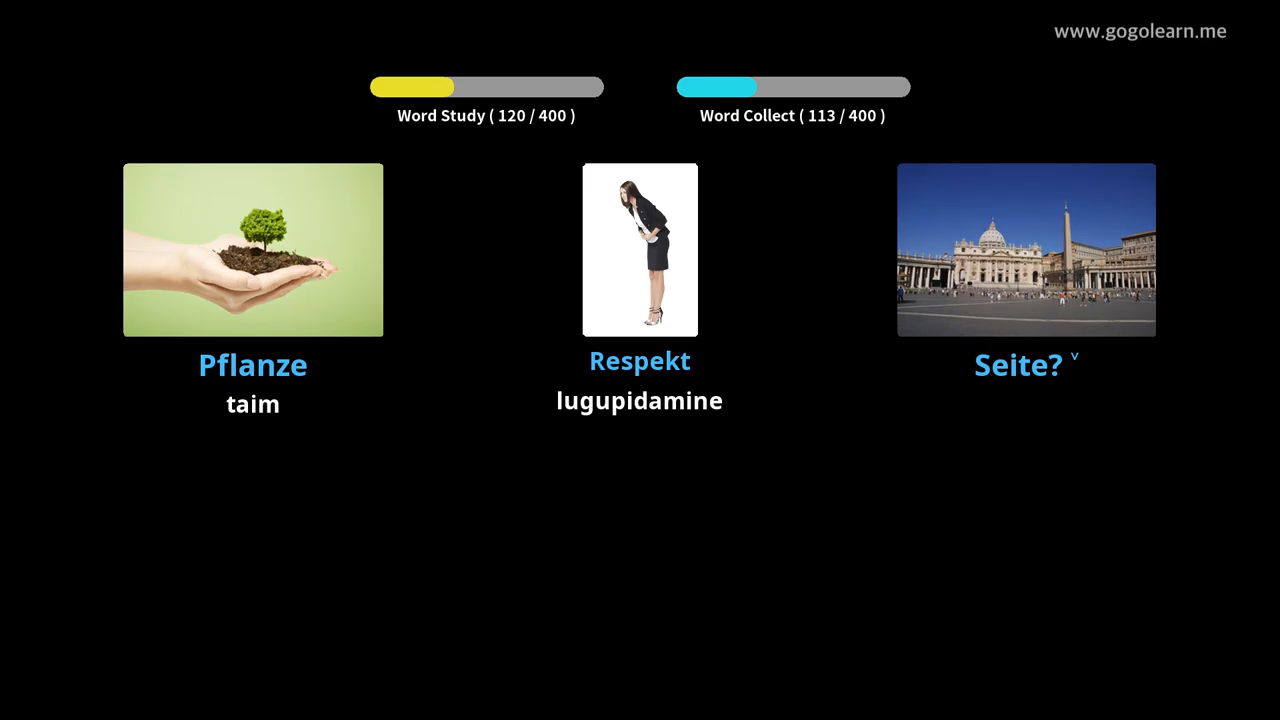 www.gogolearn.me
Word Study ( 120 / 400 )
Word Collect ( 113 / 400 )
Pflanze
taim
Respekt
lugupidamine
Seite? ˅